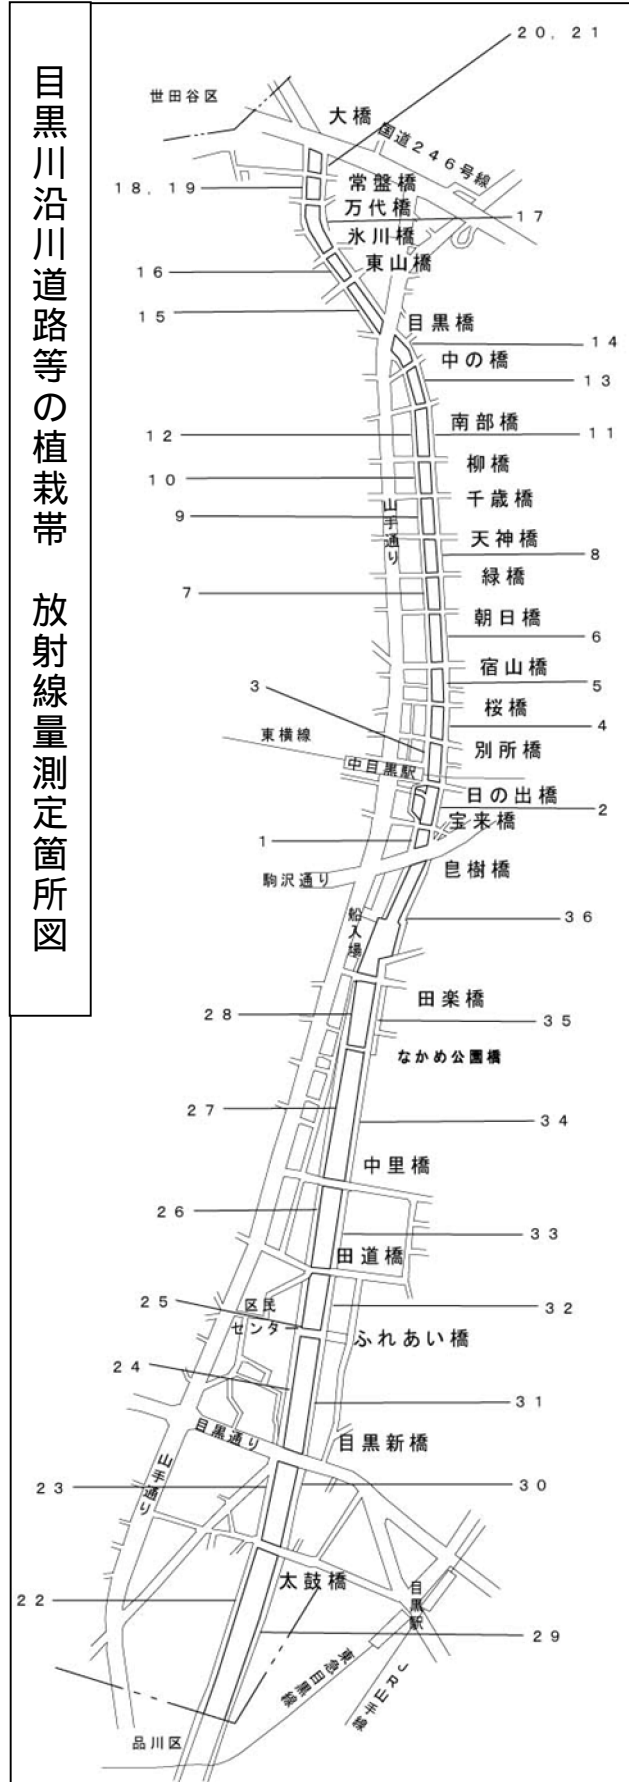 目黒川沿川道路等の植栽帯 放射線量測定箇所図
20, 21
世田谷区
大橋
国道246号線
18, 19
常盤橋
万代橋
17
氷川橋
東山橋
16
15
目黒橋
14
中の橋
13
南部橋
12
11
柳橋
10
千歳橋
9
山手通り
天神橋
8
緑橋
7
朝日橋
6
宿山橋
5
3
桜橋
4
東横線
別所橋
中目黒駅
日の出橋
2
宝来橋
1
皀樹橋
駒沢通り
船入場
36
田楽橋
28
35
なかめ公園橋
27
34
中里橋
26
33
田道橋
25
区民
センター
32
ふれあい橋
24
31
目黒通り
目黒新橋
山手通り
23
30
太鼓橋
目黒駅
22
29
東急目黒線
JR山手線
品川区